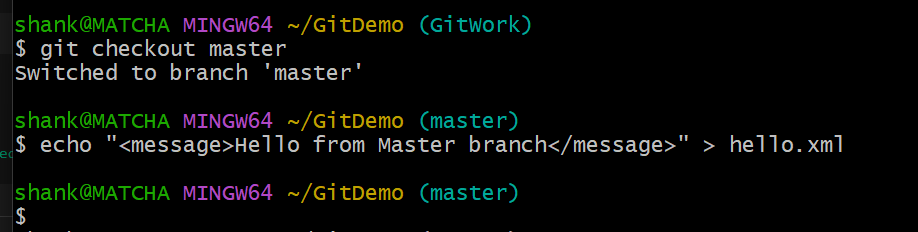 shank@MATCHA MINGW64 ~/GitDemo (GitWork)
$ git checkout master
Switched to branch 'master'
shank@MATCHA MINGW64 ~/GitDemo (master)
$ echo "<message>Hello from Master branch</message>" > hello.xml
shank@MATCHA MINGW64 ~/GitDemo (master)
$